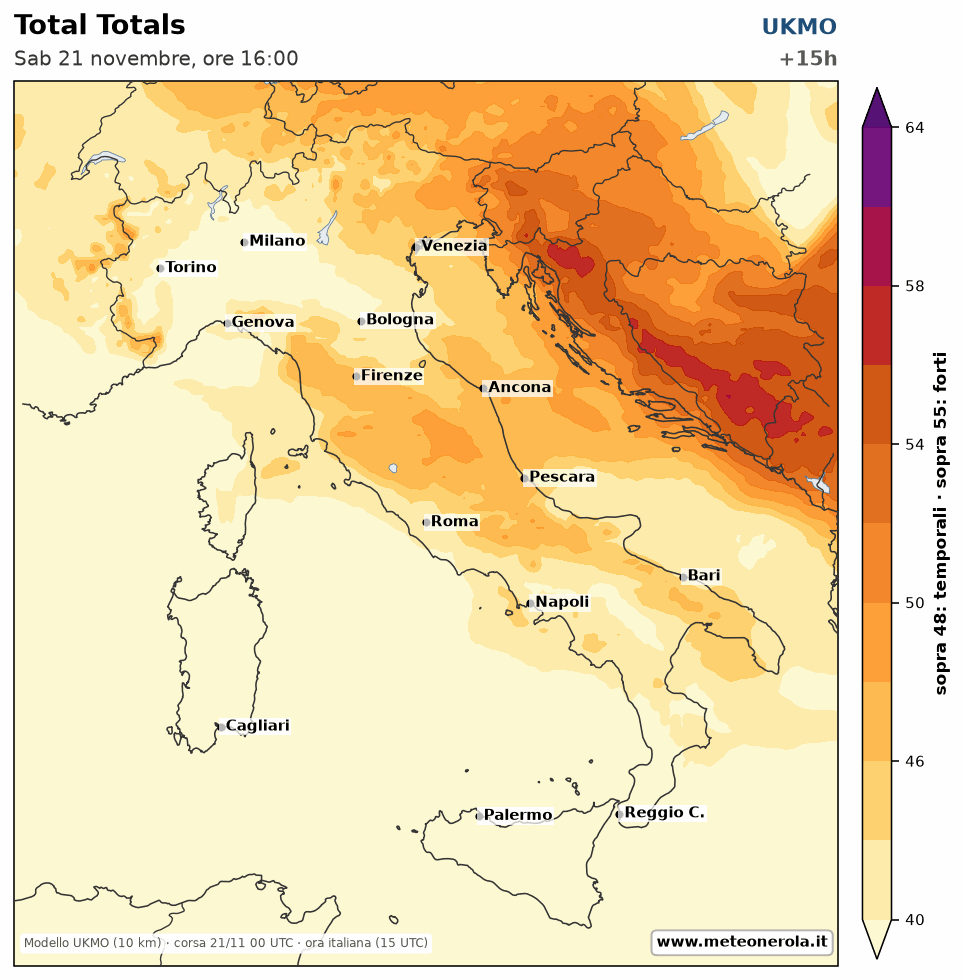 Total Totals
UKMO
Sab 21 novembre, ore 16:00
+15h
64
58
54
50
46
40
sopra 48: temporali · sopra 55: forti
Milano
Venezia
Torino
Genova
Bologna
Firenze
Ancona
Pescara
Roma
Bari
Napoli
Cagliari
Palermo
Reggio C.
Modello UKMO (10 km) · corsa 21/11 00 UTC · ora italiana (15 UTC)
www.meteonerola.it